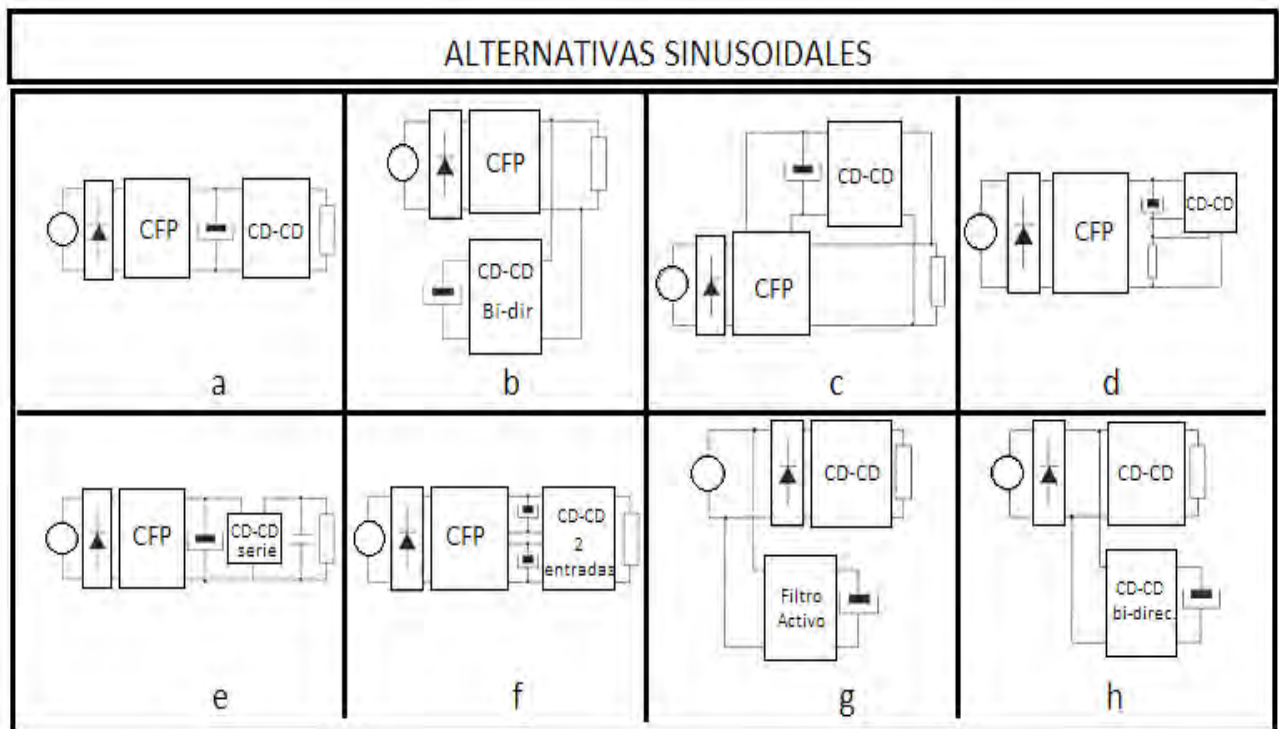 ALTERNATIVAS SINUSOIDALES
CFP
CD-CD
a
CFP
CD-CD
Bi-dir
b
CD-CD
CFP
c
CFP
CD-CD
d
CFP
CD-CD
serie
e
CFP
CD-CD
2
entradas
f
CD-CD
Filtro
Activo
g
CD-CD
CD-CD
bi-direc.
h